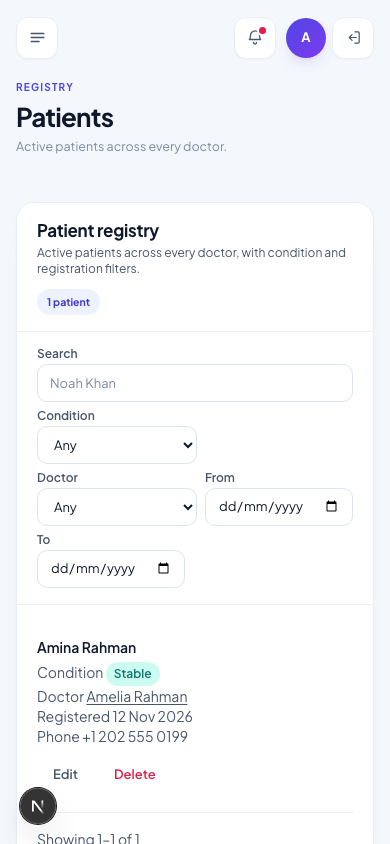 A
REGISTRY
Patients
Active patients across every doctor.
Patient registry
Active patients across every doctor, with condition and
registration filters.
1 patient
Search
Noah Khan
Condition
Any
Doctor
From
Any
dd/mm/yyyy
To
dd/mm/yyyy
Amina Rahman
Condition Stable
Doctor Amelia Rahman
Registered 12 Nov 2026
Phone +1 202 555 0199
Edit
Delete
N
Showing 1–1 of 1